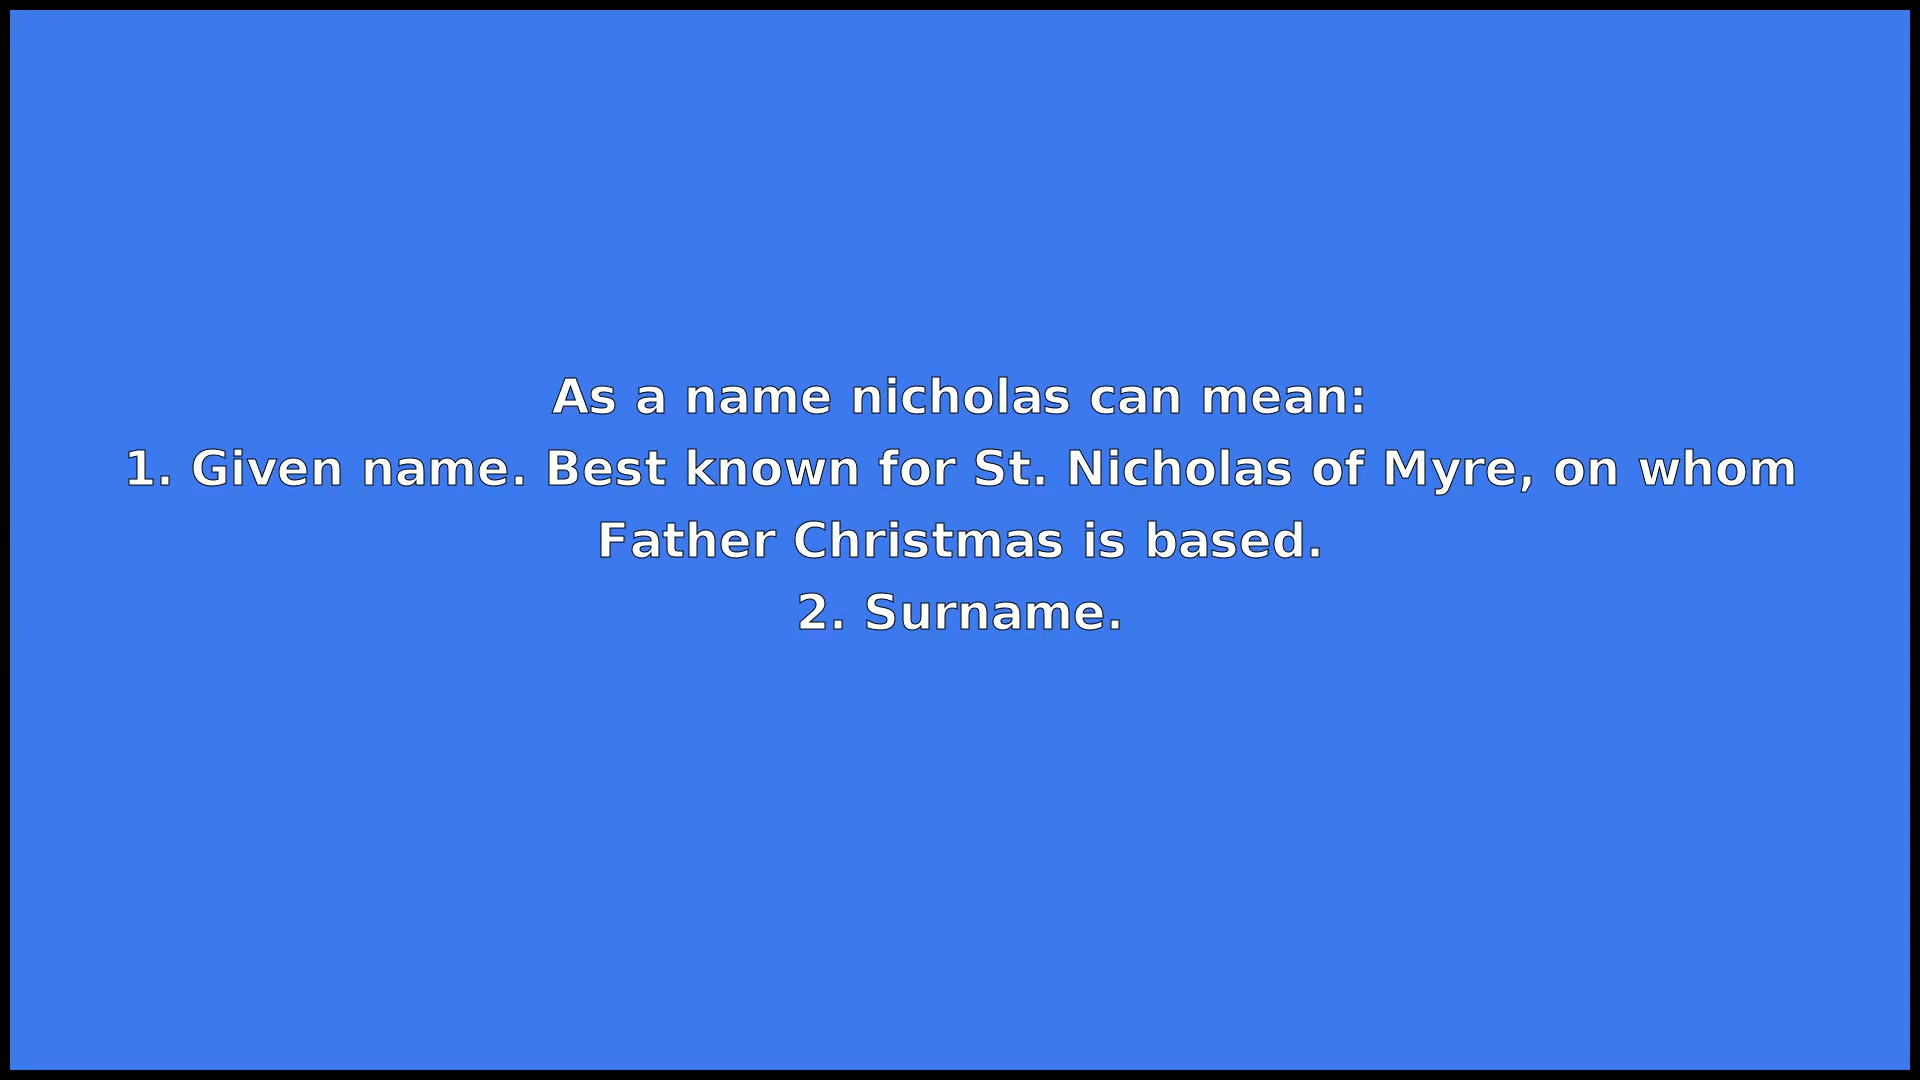 As a name nicholas can mean:
1. Given name. Best known for St. Nicholas of Myre, on whom
Father Christmas is based.
2. Surname.